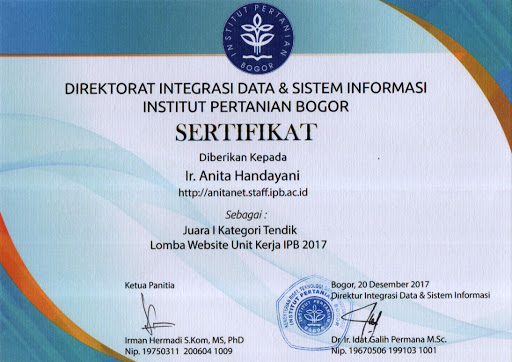 INSTITUT PERTANIAN
BOGOR
DIREKTORAT INTEGRASI DATA & SISTEM INFORMASI
INSTITUT PERTANIAN BOGOR
SERTIFIKAT
Diberikan Kepada
Ir. Anita Handayani
http://anitanet.staff.ipb.ac.id
Sebagai :
Juara I Kategori Tendik
Lomba Website Unit Kerja IPB 2017
Ketua Panitia
Bogor, 20 Desember 2017
Direktur Integrasi Data & Sistem Informasi
INSTITUT PERTANIAN
BOGOR
Irman Hermadi S.Kom, MS, PhD
Nip. 19750311 200604 1009
Dr. Ir. Idat Galih Permana M.Sc.
Nip. 19670506 199103 1001